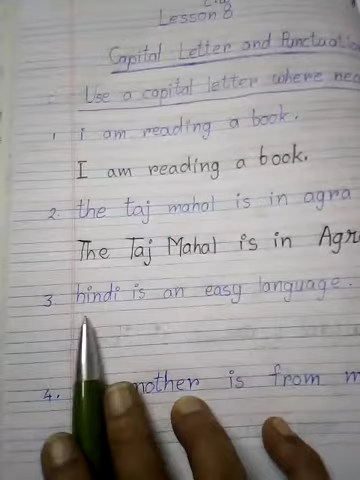 Lesson 8
Capital Letter and Punctuatio
Use a capital letter where nee
1. i am reading a book.
I am reading a book.
2. the taj mahal is in agra
The Taj Mahal is in Agr
3. hindi is an easy language.
4. mother is from m